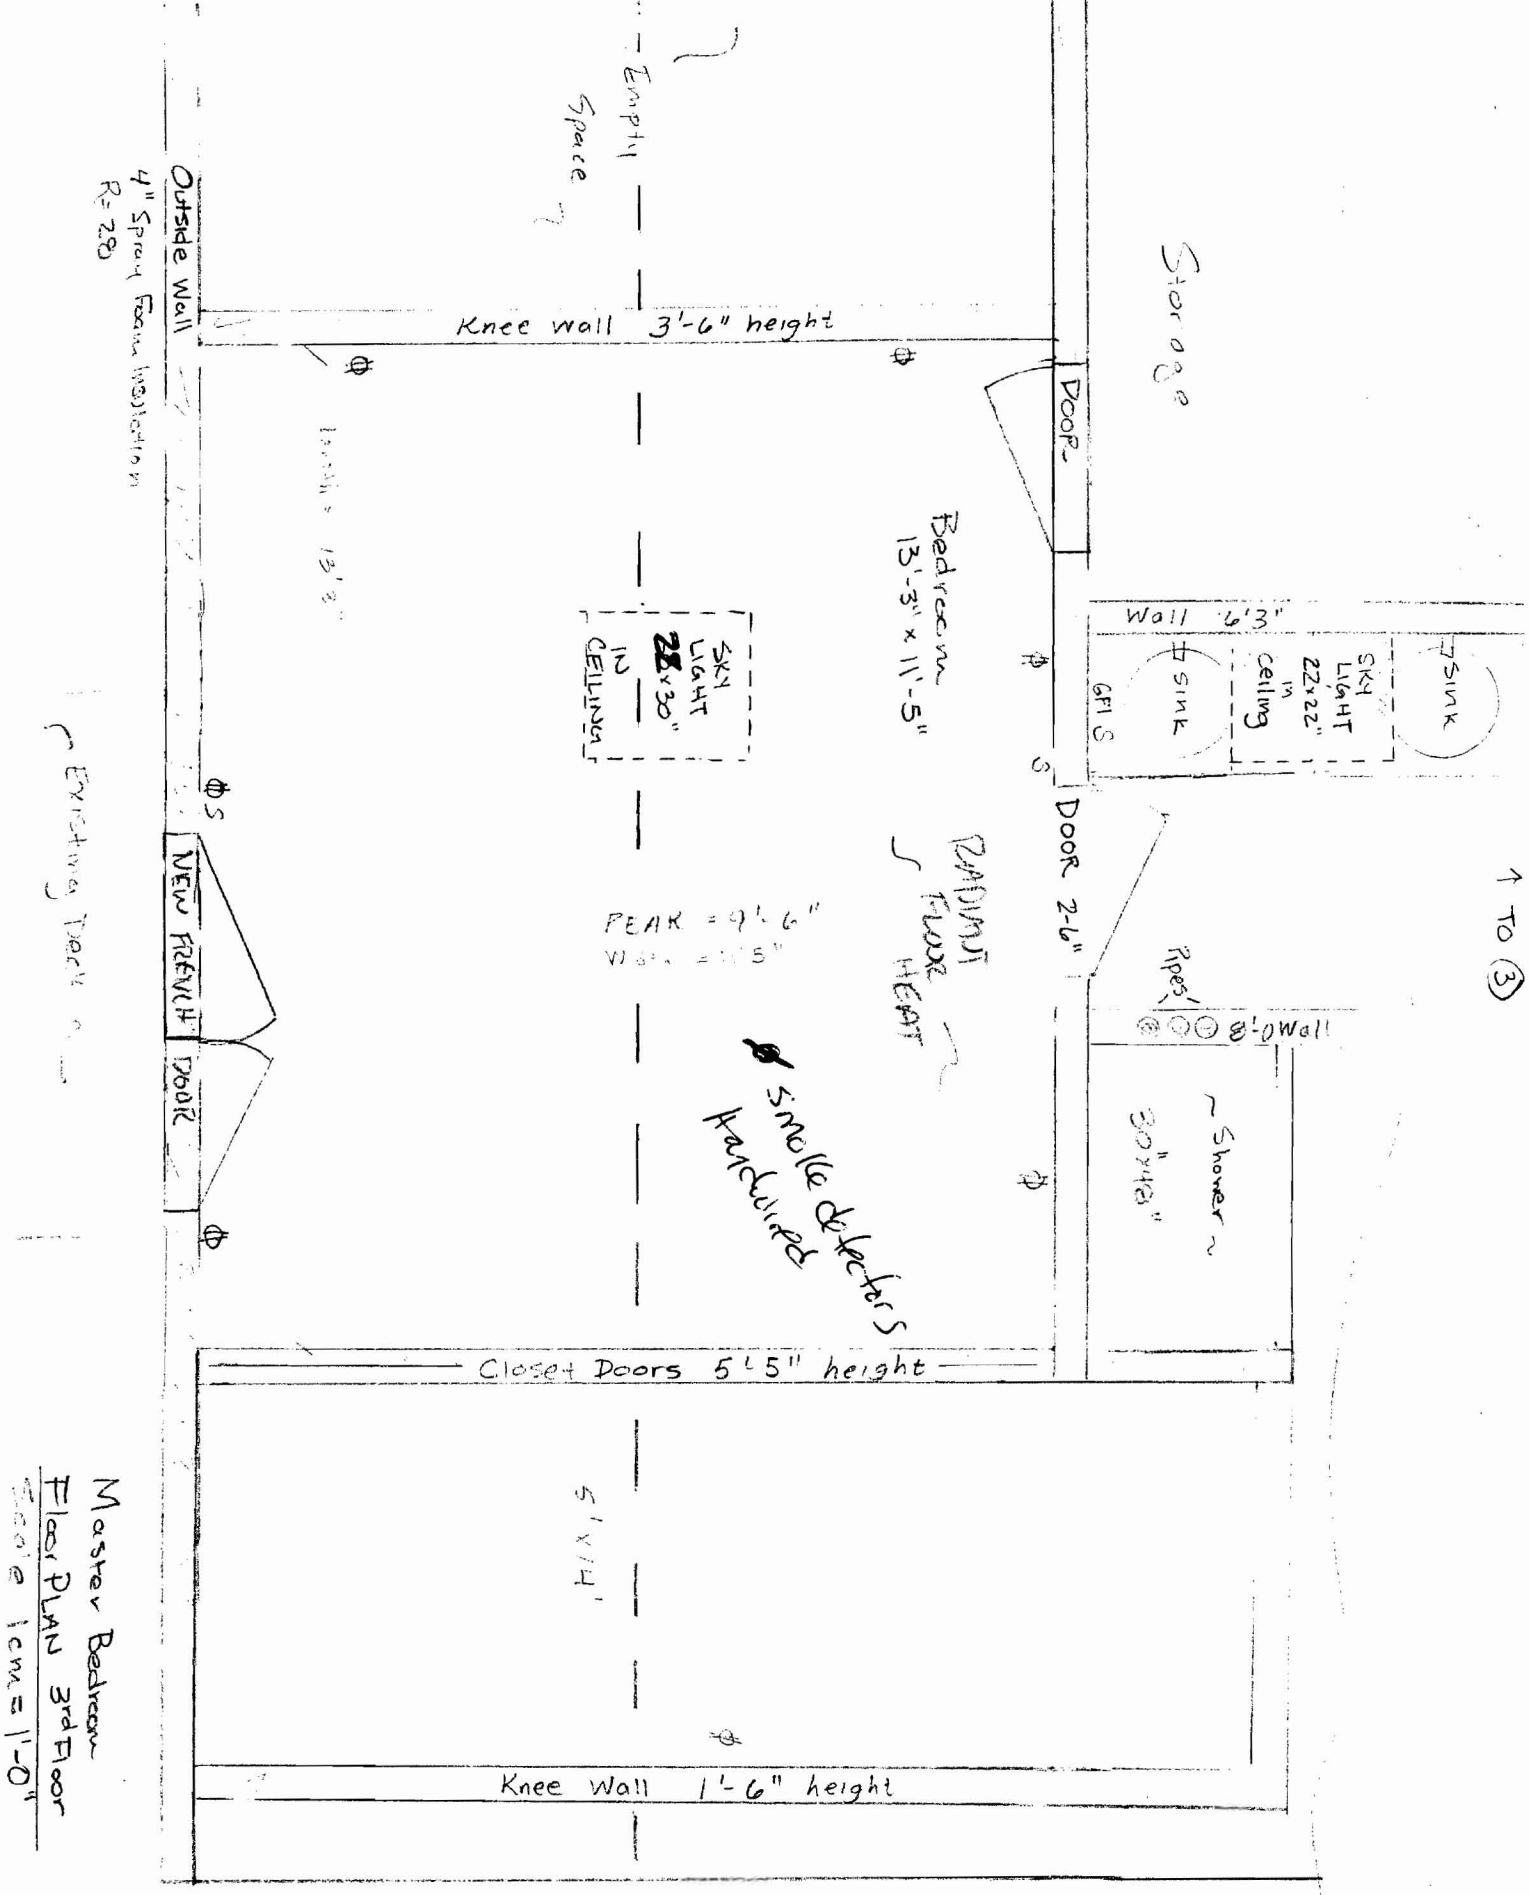 Storage
↑ TO ③
Empty
Space
Outside Wall
4" Spray Foam Insulation
R=28
Knee wall 3'-6" height
DOOR
Wall 6'3"
sink
SKY
LIGHT
22x22"
in
Ceiling
sink
GFI S
S
Bedroom
13'-3" x 11'-5"
= 13'3"
SKY
LIGHT
x30"
IN
CEILING
S
DOOR 2-6"
RADIANT
FLOOR
HEAT
PEAK = 9'-6"
= 11'5"
Pipes
8'-0 Wall
~ Shower ~
30"x48"
NEW FRENCH DOOR
~ Existing Deck ~
smoke detectors
Hardwired
Closet Doors 5'5" height
5' x 14'
Knee Wall 1'-6" height
Master Bedroom
Floor PLAN 3rd Floor
Scale 1cm = 1'-0"